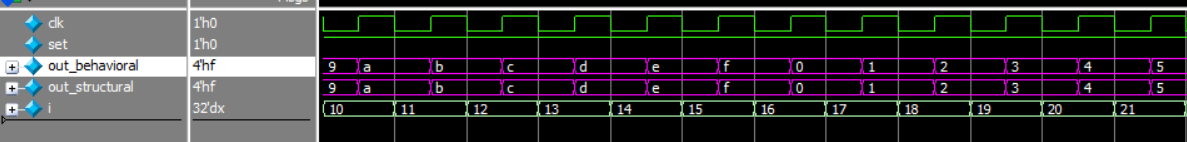 clk 1'h0
set 1'h0
out_behavioral 4'hf 9 a b c d e f 0 1 2 3 4 5
out_structural 4'hf 9 a b c d e f 0 1 2 3 4 5
i 32'dx 10 11 12 13 14 15 16 17 18 19 20 21